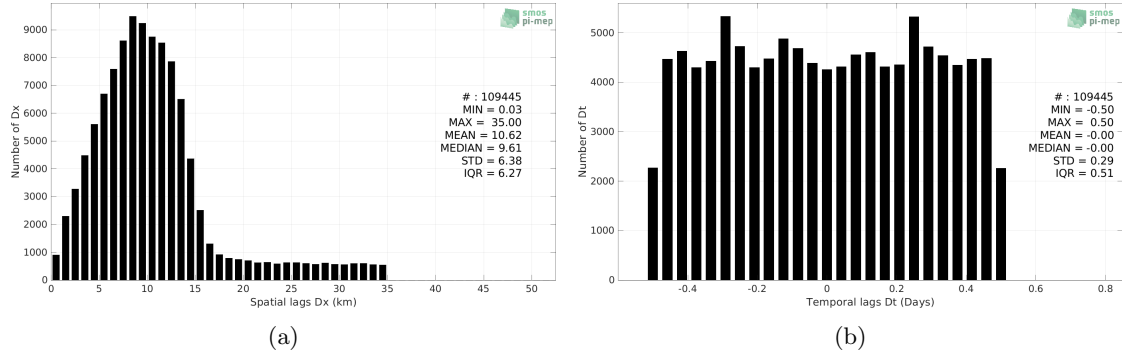 smos
pi-mep
9000
8000
7000
6000
5000
4000
3000
2000
1000
0
Number of Dx
# : 109445
MIN = 0.03
MAX = 35.00
MEAN = 10.62
MEDIAN = 9.61
STD = 6.38
IQR = 6.27
0 5 10 15 20 25 30 35 40 45 50
Spatial lags Dx (km)
(a)
smos
pi-mep
5000
4000
3000
2000
1000
0
Number of Dt
# : 109445
MIN = -0.50
MAX = 0.50
MEAN = -0.00
MEDIAN = -0.00
STD = 0.29
IQR = 0.51
-0.4 -0.2 0 0.2 0.4 0.6 0.8
Temporal lags Dt (Days)
(b)